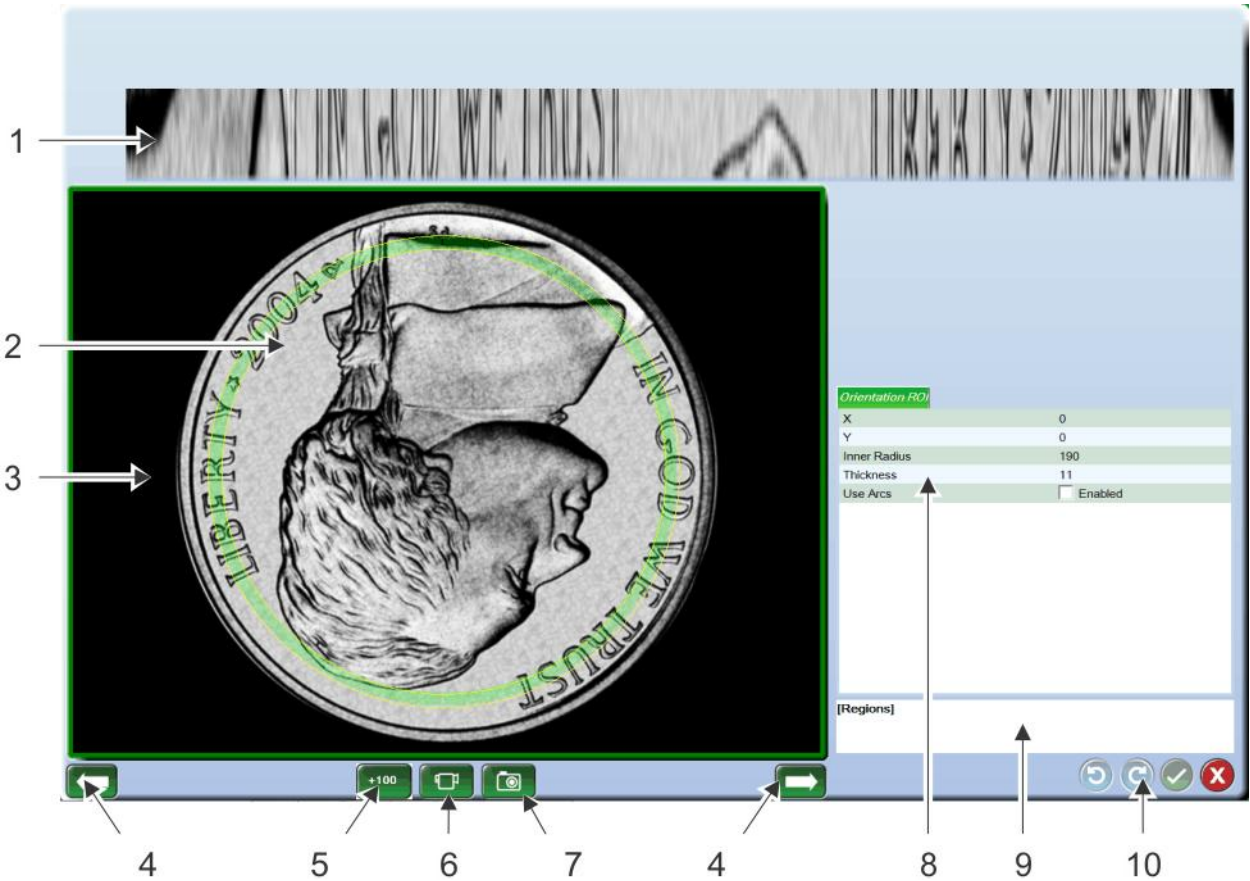 1
2
3
LIBERTY · 2004
IN GOD WE TRUST
Orientation ROI
X 0
Y 0
Inner Radius 190
Thickness 11
Use Arcs Enabled
[Regions]
+100
X
4 5 6 7 4 8 9 10